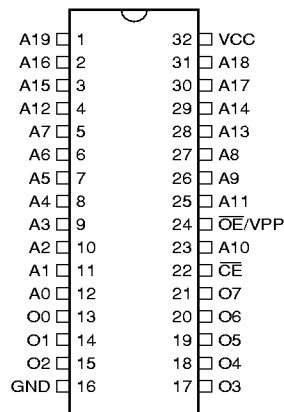 A19 1 32 VCC
A16 2 31 A18
A15 3 30 A17
A12 4 29 A14
A7 5 28 A13
A6 6 27 A8
A5 7 26 A9
A4 8 25 A11
A3 9 24 O̅E̅/VPP
A2 10 23 A10
A1 11 22 C̅E̅
A0 12 21 O7
O0 13 20 O6
O1 14 19 O5
O2 15 18 O4
GND 16 17 O3